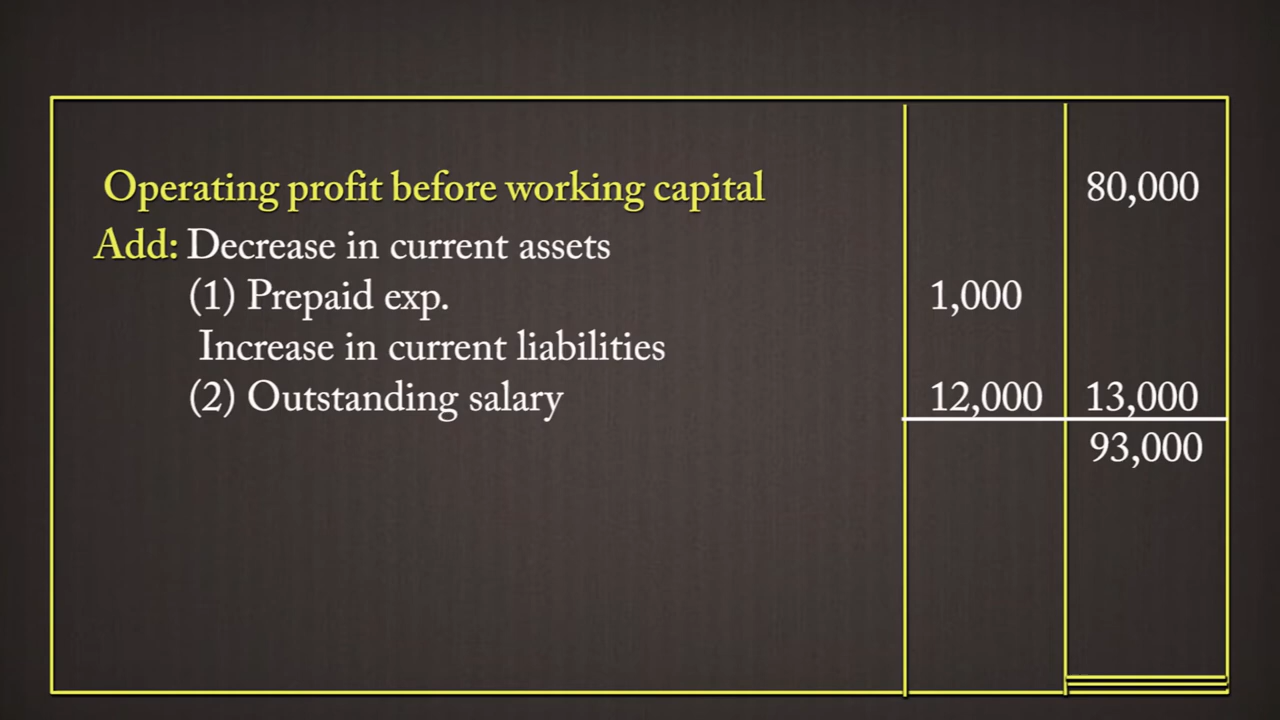 Operating profit before working capital 80,000
Add: Decrease in current assets
(1) Prepaid exp. 1,000
Increase in current liabilities
(2) Outstanding salary 12,000 13,000
93,000